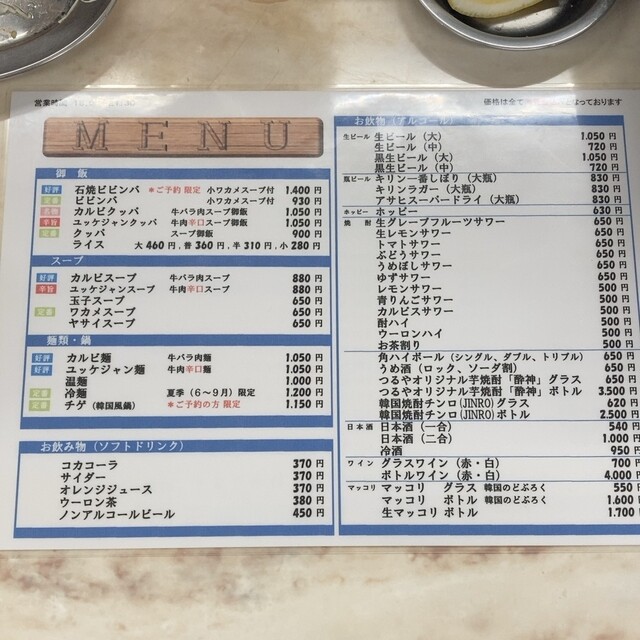 営業時間
価格は全て なっております
MENU
御飯
好評 石焼ビビンバ *ご予約限定 小ワカメスープ付 1.400円
定番 ビビンバ 小ワカメスープ付 930円
名物 カルビクッパ 牛バラ肉スープ御飯 1.050円
辛旨 ユッケジャンクッパ 牛肉辛口スープ御飯 1.050円
定番 クッパ スープ御飯 900円
ライス 大460円,普360円,半310円,小280円
スープ
好評 カルビスープ 牛バラ肉スープ 880円
辛旨 ユッケジャンスープ 牛肉辛口スープ 880円
玉子スープ 650円
定番 ワカメスープ 650円
ヤサイスープ 650円
麺類・鍋
好評 カルビ麺 牛バラ肉麺 1.050円
好評 ユッケジャン麺 牛肉辛口麺 1.050円
温麺 1.000円
定番 冷麺 夏季(6~9月)限定 1.200円
定番 チゲ(韓国風鍋) *ご予約の方限定 1.150円
お飲み物(ソフトドリンク)
コカコーラ 370円
サイダー 370円
オレンジジュース 370円
ウーロン茶 380円
ノンアルコールビール 450円
お飲物(アルコール)
生ビール 生ビール(大) 1.050円
生ビール(中) 720円
黒生ビール(大) 1.050円
黒生ビール(中) 720円
瓶ビール キリン一番しぼり(大瓶) 830円
キリンラガー(大瓶) 830円
アサヒスーパードライ(大瓶) 830円
ホッピー ホッピー 630円
焼酎 生グレープフルーツサワー 650円
生レモンサワー 650円
トマトサワー 650円
ぶどうサワー 650円
うめぼしサワー 650円
ゆずサワー 650円
レモンサワー 500円
青りんごサワー 500円
カルピスサワー 500円
酎ハイ 500円
ウーロンハイ 500円
お茶割り 500円
角ハイボール(シングル、ダブル、トリプル) 650円
うめ酒(ロック、ソーダ割) 650円
つるやオリジナル芋焼酎「酔神」グラス 650円
つるやオリジナル芋焼酎「酔神」ボトル 3.500円
韓国焼酎チンロ(JINRO)グラス 620円
韓国焼酎チンロ(JINRO)ボトル 2.500円
日本酒 日本酒(一合) 540円
日本酒(二合) 1.000円
冷酒 950円
ワイン グラスワイン(赤・白) 700円
ボトルワイン(赤・白) 4.000円
マッコリ マッコリ グラス 韓国のどぶろく 550円
マッコリ ボトル 韓国のどぶろく 1.600円
生マッコリ ボトル 1.700円